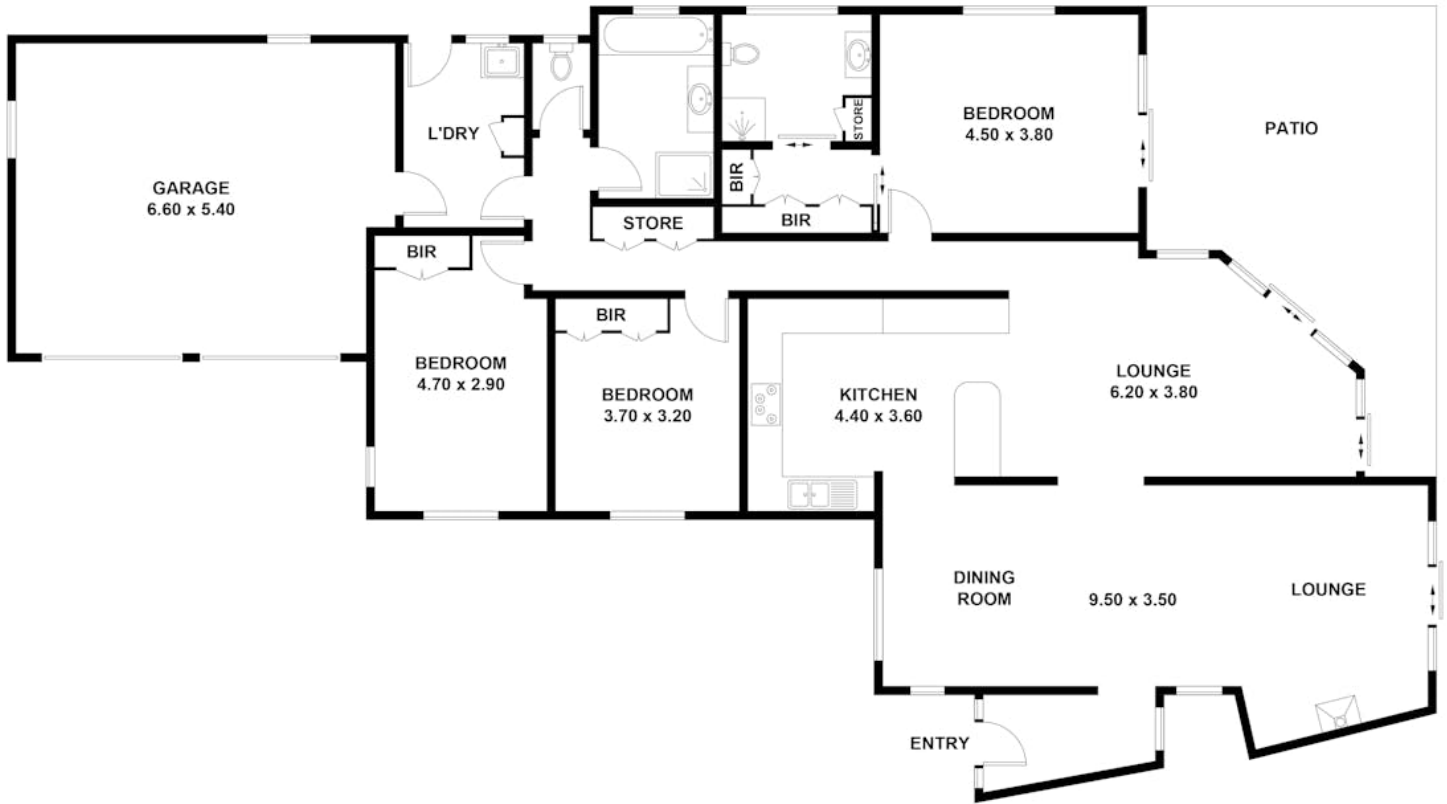 GARAGE
6.60 x 5.40
L'DRY
STORE
BIR
BIR
STORE
BEDROOM
4.50 x 3.80
PATIO
BIR
BEDROOM
4.70 x 2.90
BIR
BEDROOM
3.70 x 3.20
KITCHEN
4.40 x 3.60
LOUNGE
6.20 x 3.80
DINING
ROOM
9.50 x 3.50
LOUNGE
ENTRY